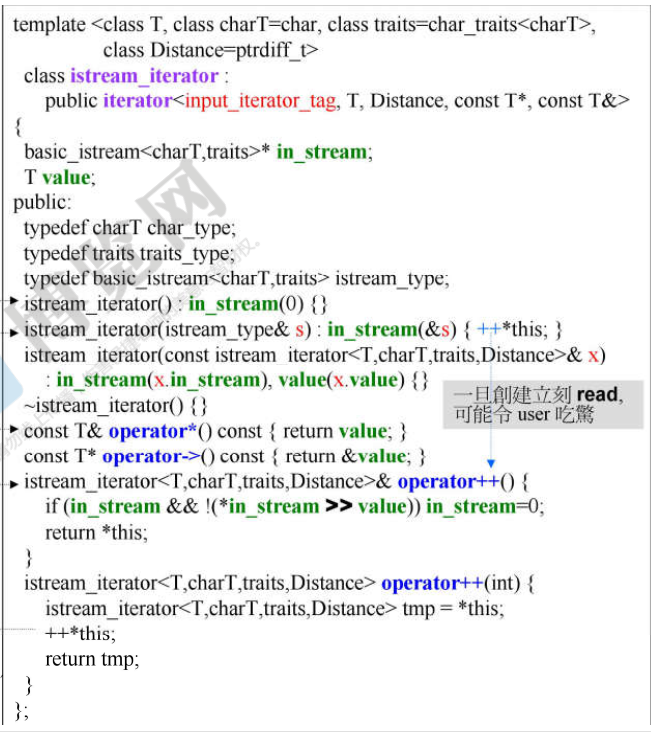 template <class T, class charT=char, class traits=char_traits<charT>,
class Distance=ptrdiff_t>
class istream_iterator :
public iterator<input_iterator_tag, T, Distance, const T*, const T&>
{
basic_istream<charT,traits>* in_stream;
T value;
public:
typedef charT char_type;
typedef traits traits_type;
typedef basic_istream<charT,traits> istream_type;
istream_iterator() : in_stream(0) {}
istream_iterator(istream_type& s) : in_stream(&s) { ++*this; }
istream_iterator(const istream_iterator<T,charT,traits,Distance>& x)
: in_stream(x.in_stream), value(x.value) {}
~istream_iterator() {}
一旦創建立刻 read,
可能令 user 吃驚
const T& operator*() const { return value; }
const T* operator->() const { return &value; }
istream_iterator<T,charT,traits,Distance>& operator++() {
if (in_stream && !(*in_stream >> value)) in_stream=0;
return *this;
}
istream_iterator<T,charT,traits,Distance> operator++(int) {
istream_iterator<T,charT,traits,Distance> tmp = *this;
++*this;
return tmp;
}
};
博览网